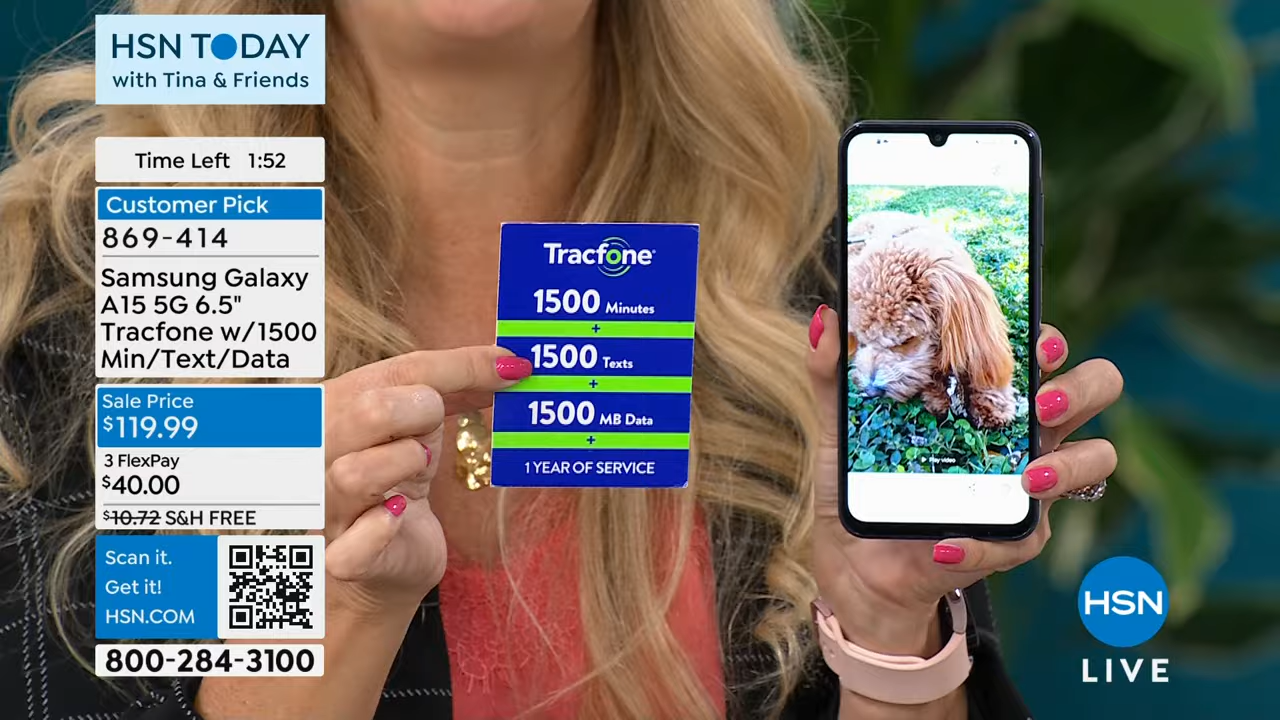 HSN TODAY
with Tina & Friends
Time Left 1:52
Customer Pick
869-414
Samsung Galaxy
A15 5G 6.5"
Tracfone w/1500
Min/Text/Data
Sale Price
$119.99
3 FlexPay
$40.00
$10.72 S&H FREE
Scan it.
Get it!
HSN.COM
800-284-3100
Tracfone
1500 Minutes
+
1500 Texts
+
1500 MB Data
+
1 YEAR OF SERVICE
Play video
HSN
LIVE